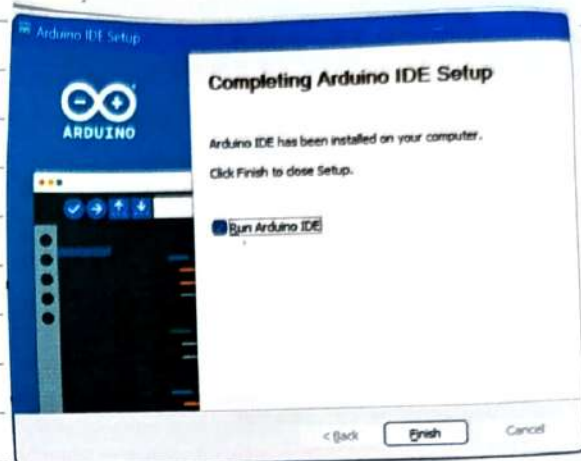 Arduino IDE Setup
ARDUINO
Completing Arduino IDE Setup
Arduino IDE has been installed on your computer.
Click Finish to close Setup.
Run Arduino IDE
< Back
Finish
Cancel